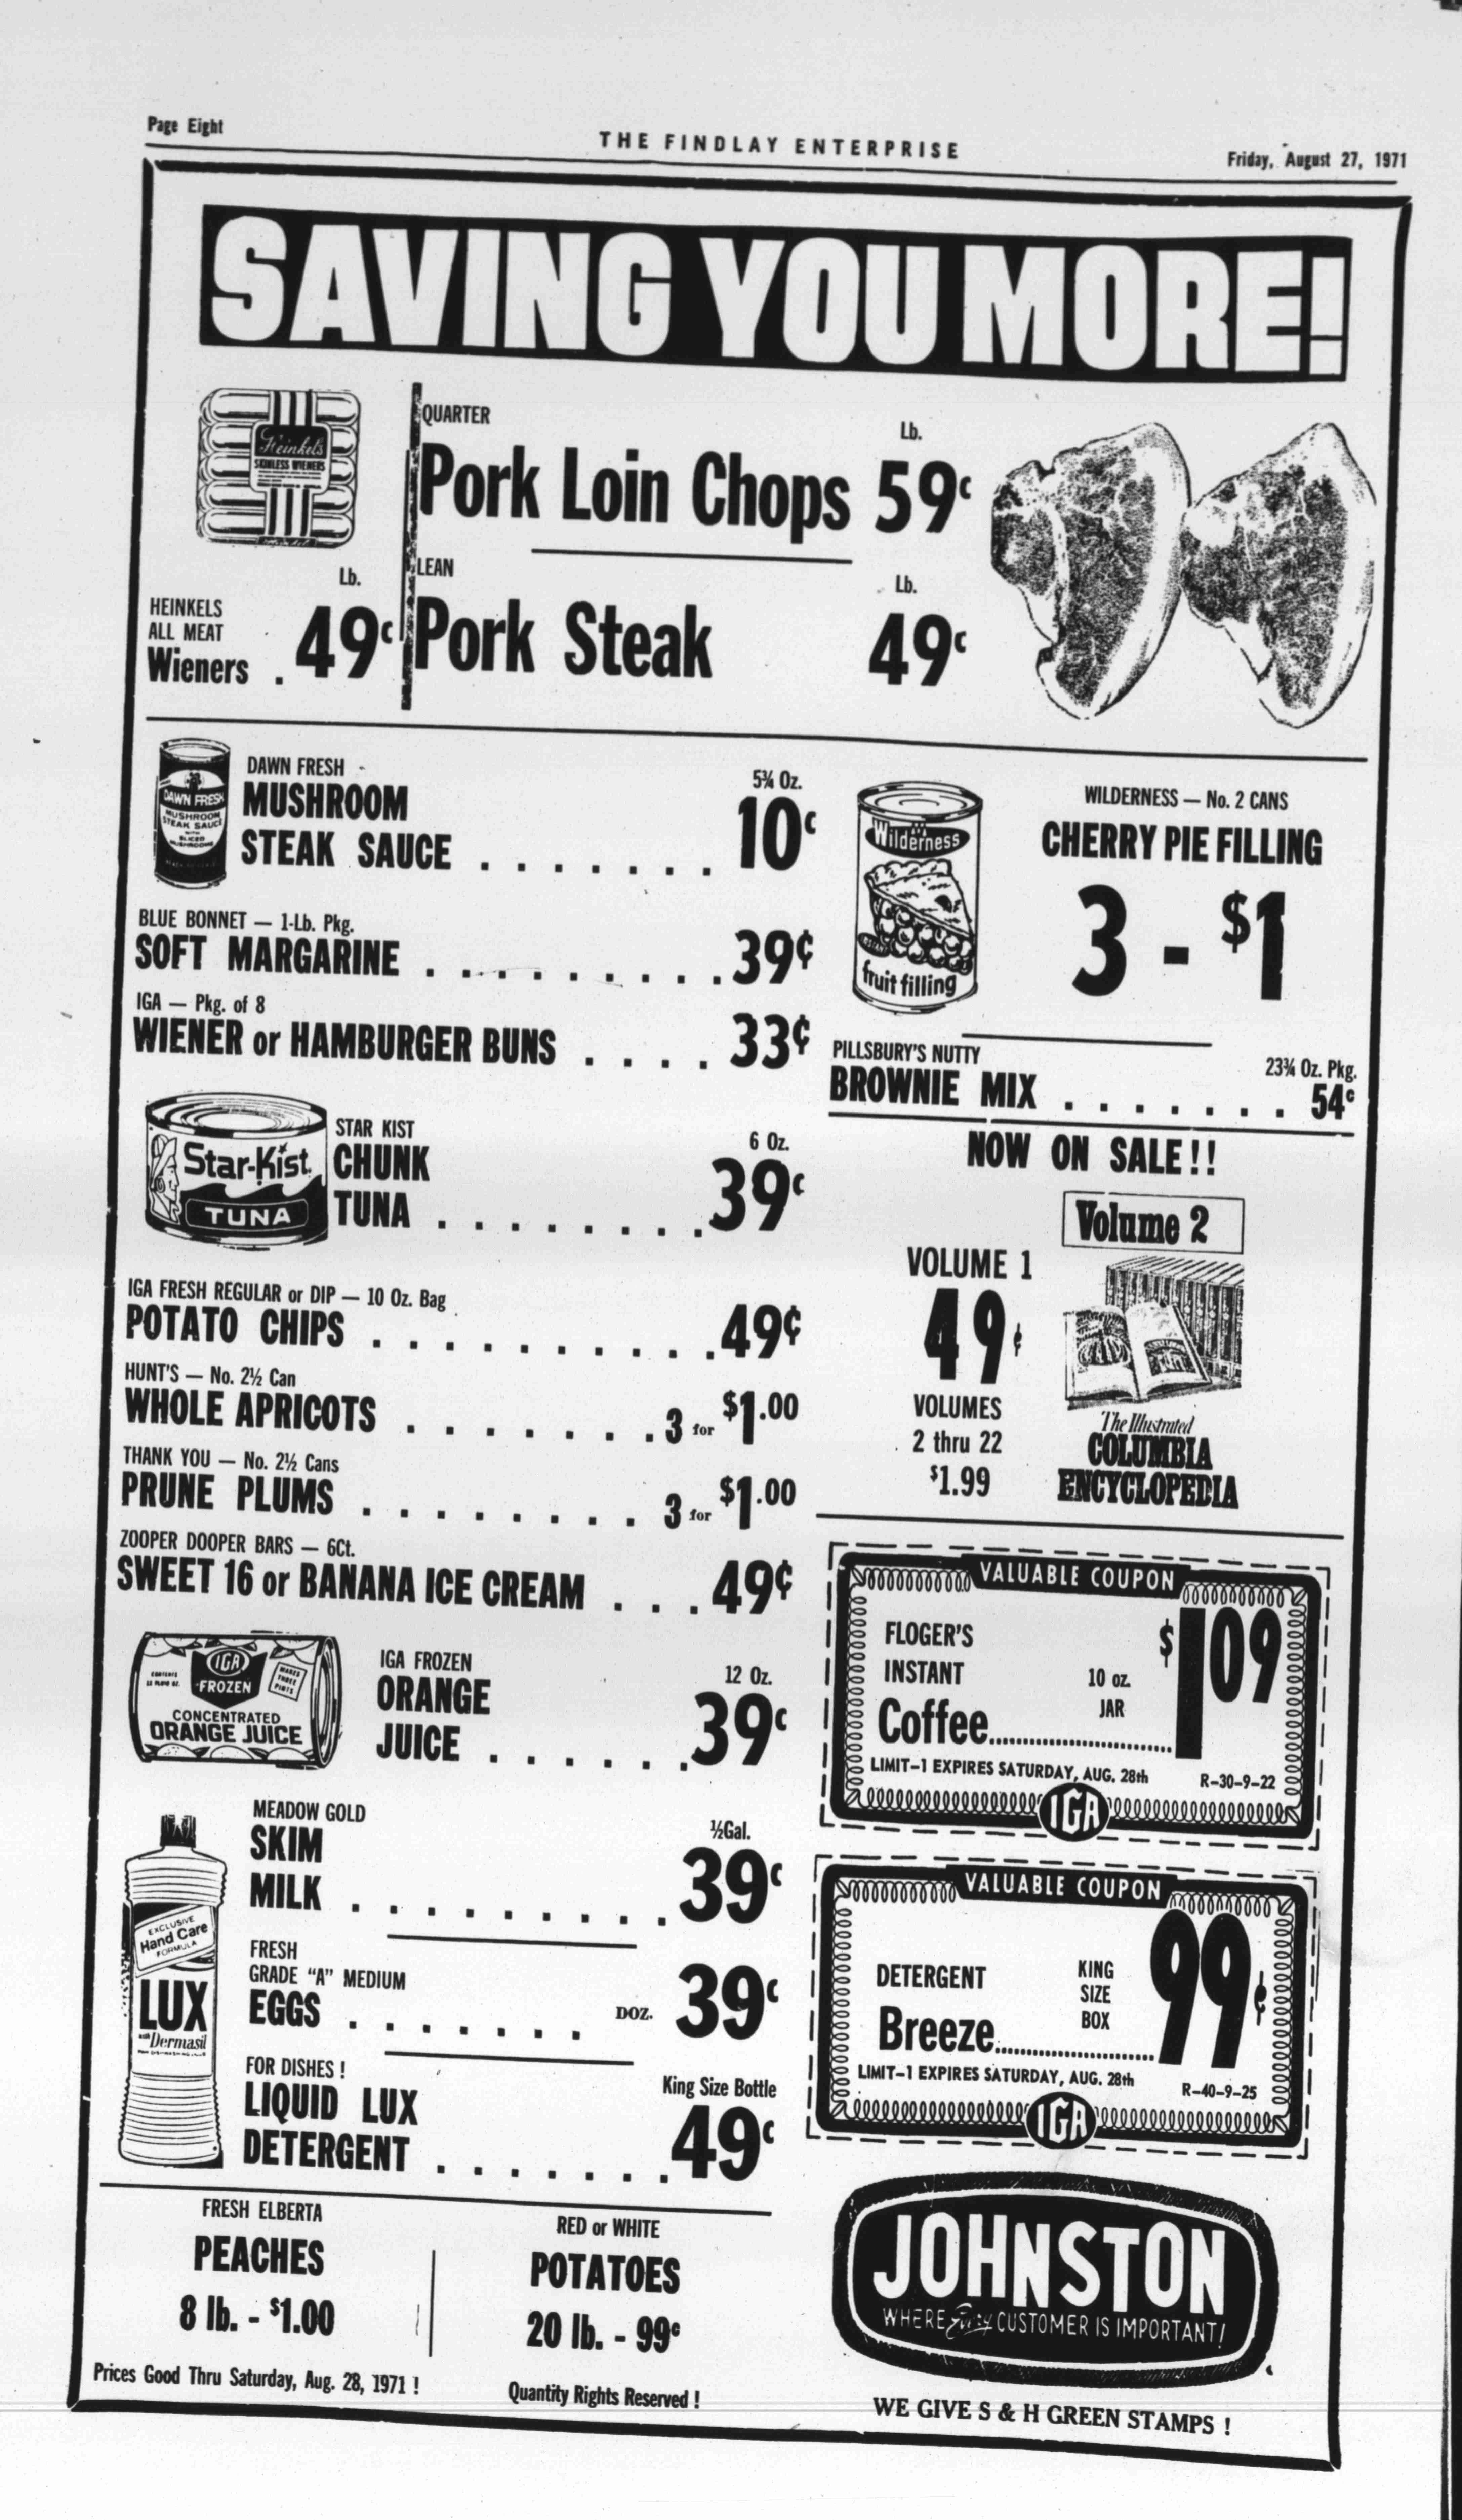 Page Eight
THE FINDLAY ENTERPRISE
Friday, August 27, 1971
SAVING YOU MORE!
Heinkel's
SKINLESS WIENERS
HEINKELS
ALL MEAT
Wieners .
Lb.
49¢
QUARTER
Pork Loin Chops
Lb.
59¢
LEAN
Pork Steak
Lb.
49¢
DAWN FRESH
MUSHROOM
STEAK SAUCE
WITH
SLICED
MUSHROOMS
DAWN FRESH
MUSHROOM
STEAK SAUCE . . . . . . .
5¾ Oz.
10¢
BLUE BONNET — 1-Lb. Pkg.
SOFT MARGARINE . . . . . . . . . . 39¢
IGA — Pkg. of 8
WIENER or HAMBURGER BUNS . . . . 33¢
Star-Kist
TUNA
STAR KIST
CHUNK
TUNA . . . . . . . .
6 Oz.
39¢
IGA FRESH REGULAR or DIP — 10 Oz. Bag
POTATO CHIPS . . . . . . . . . . 49¢
HUNT'S — No. 2½ Can
WHOLE APRICOTS . . . . . . . 3 for $1.00
THANK YOU — No. 2½ Cans
PRUNE PLUMS . . . . . . . . 3 for $1.00
ZOOPER DOOPER BARS — 6Ct.
SWEET 16 or BANANA ICE CREAM . . . 49¢
IGA
FROZEN
MAKES
THREE
PINTS
CONCENTRATED
ORANGE JUICE
IGA FROZEN
ORANGE
JUICE . . . . . .
12 Oz.
39¢
MEADOW GOLD
SKIM
MILK . . . . . . . . .
½Gal.
39¢
EXCLUSIVE
Hand Care
FORMULA
LUX
with Dermasil
FRESH
GRADE "A" MEDIUM
EGGS . . . . . . . DOZ. 39¢
FOR DISHES !
LIQUID LUX
DETERGENT . . . . . . .
King Size Bottle
49¢
FRESH ELBERTA
PEACHES
8 lb. - $1.00
RED or WHITE
POTATOES
20 lb. - 99¢
Prices Good Thru Saturday, Aug. 28, 1971 !
Quantity Rights Reserved !
Wilderness
fruit filling
WILDERNESS — No. 2 CANS
CHERRY PIE FILLING
3 - $1
PILLSBURY'S NUTTY
BROWNIE MIX . . . . . . .
23¾ Oz. Pkg.
54¢
NOW ON SALE!!
Volume 2
VOLUME 1
49¢
VOLUMES
2 thru 22
$1.99
The Illustrated
COLUMBIA
ENCYCLOPEDIA
VALUABLE COUPON
FLOGER'S
INSTANT
Coffee
10 oz.
JAR
$109
LIMIT-1 EXPIRES SATURDAY, AUG. 28th
R-30-9-22
IGA
VALUABLE COUPON
DETERGENT
Breeze
KING
SIZE
BOX
99¢
LIMIT-1 EXPIRES SATURDAY, AUG. 28th
R-40-9-25
IGA
JOHNSTON
WHERE Every CUSTOMER IS IMPORTANT!
WE GIVE S & H GREEN STAMPS !